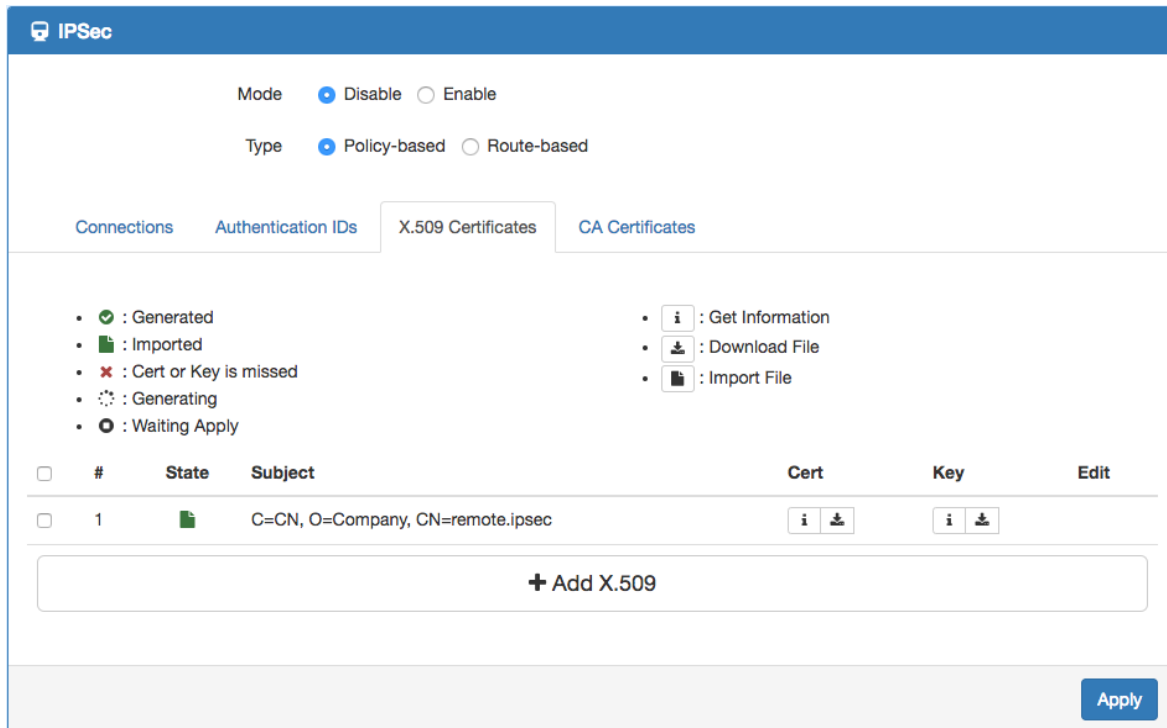 IPSec
Mode Disable Enable
Type Policy-based Route-based
Connections Authentication IDs X.509 Certificates CA Certificates
: Generated
: Imported
: Cert or Key is missed
: Generating
: Waiting Apply
i : Get Information
: Download File
: Import File
# State Subject Cert Key Edit
1 C=CN, O=Company, CN=remote.ipsec i i
+ Add X.509
Apply